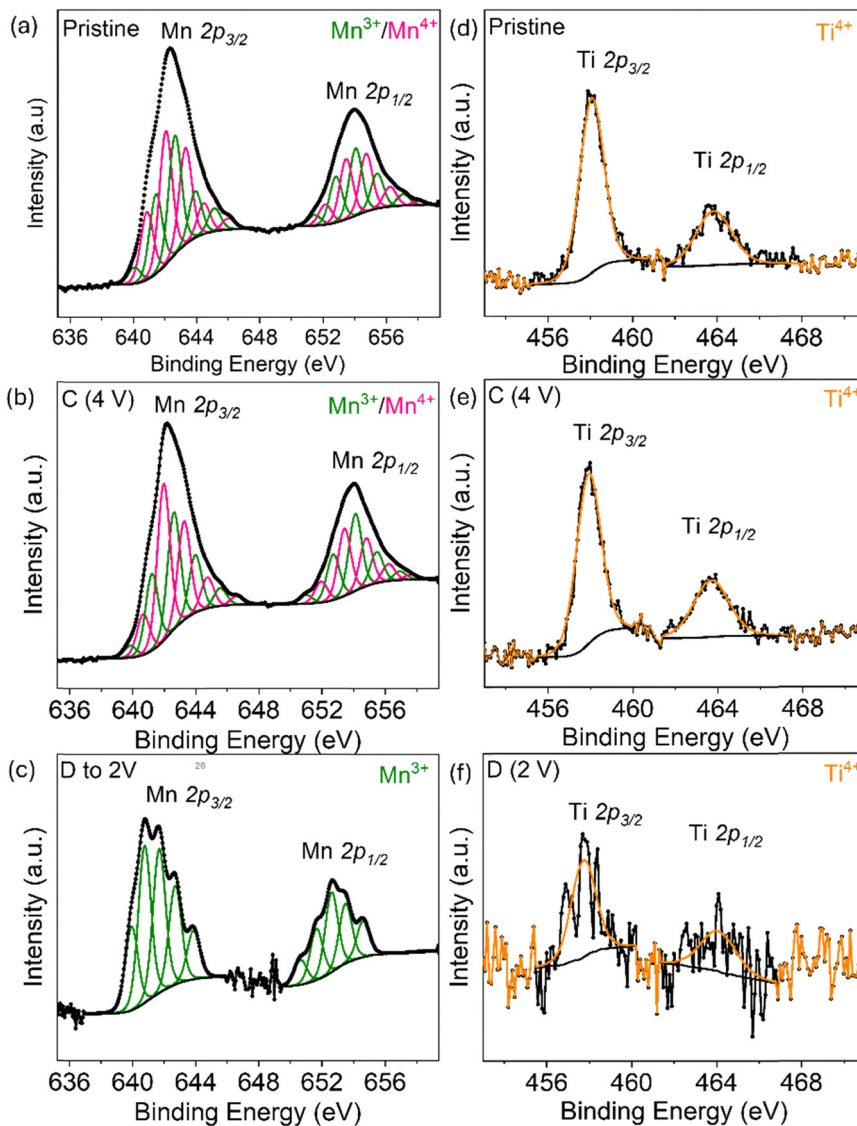 (a) Pristine Mn 2p3/2 Mn³⁺/Mn⁴⁺
Mn 2p1/2
Intensity (a.u)
636 640 644 648 652 656
Binding Energy (eV)
(d) Pristine Ti⁴⁺
Ti 2p3/2
Ti 2p1/2
Intensity (a.u.)
456 460 464 468
Binding Energy (eV)
(b) C (4 V) Mn 2p3/2 Mn³⁺/Mn⁴⁺
Mn 2p1/2
Intensity (a.u.)
636 640 644 648 652 656
Binding Energy (eV)
(e) C (4 V) Ti⁴⁺
Ti 2p3/2
Ti 2p1/2
Intensity (a.u.)
456 460 464 468
Binding Energy (eV)
(c) D to 2V 26 Mn³⁺
Mn 2p3/2
Mn 2p1/2
Intensity (a.u.)
636 640 644 648 652 656
Binding Energy (eV)
(f) D (2 V) Ti⁴⁺
Ti 2p3/2
Ti 2p1/2
Intensity (a.u.)
456 460 464 468
Binding Energy (eV)